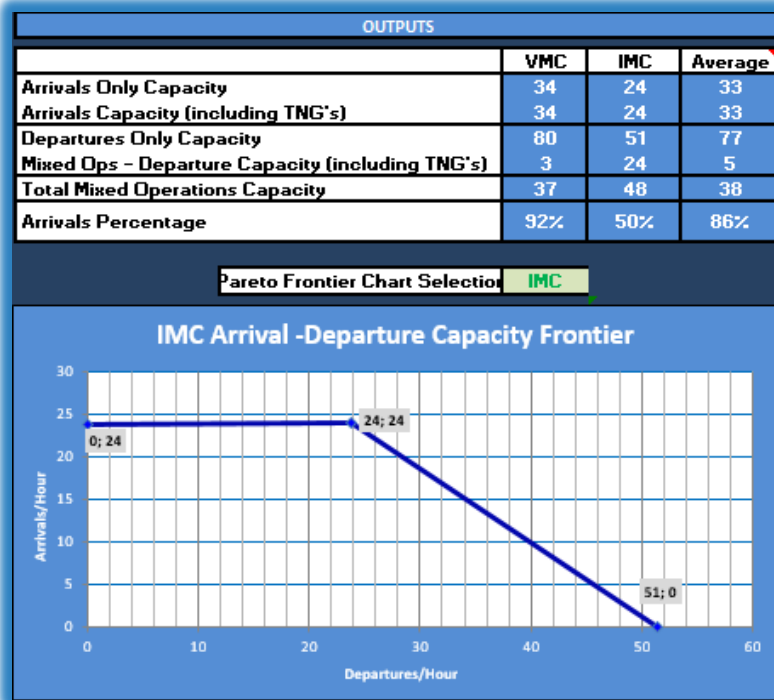 OUTPUTS
VMC IMC Average
Arrivals Only Capacity 34 24 33
Arrivals Capacity (including TNG's) 34 24 33
Departures Only Capacity 80 51 77
Mixed Ops - Departure Capacity (including TNG's) 3 24 5
Total Mixed Operations Capacity 37 48 38
Arrivals Percentage 92% 50% 86%
Pareto Frontier Chart Selection IMC
IMC Arrival -Departure Capacity Frontier
30
25
20
15
10
5
0
Arrivals/Hour
0; 24
24; 24
51; 0
0 10 20 30 40 50 60
Departures/Hour